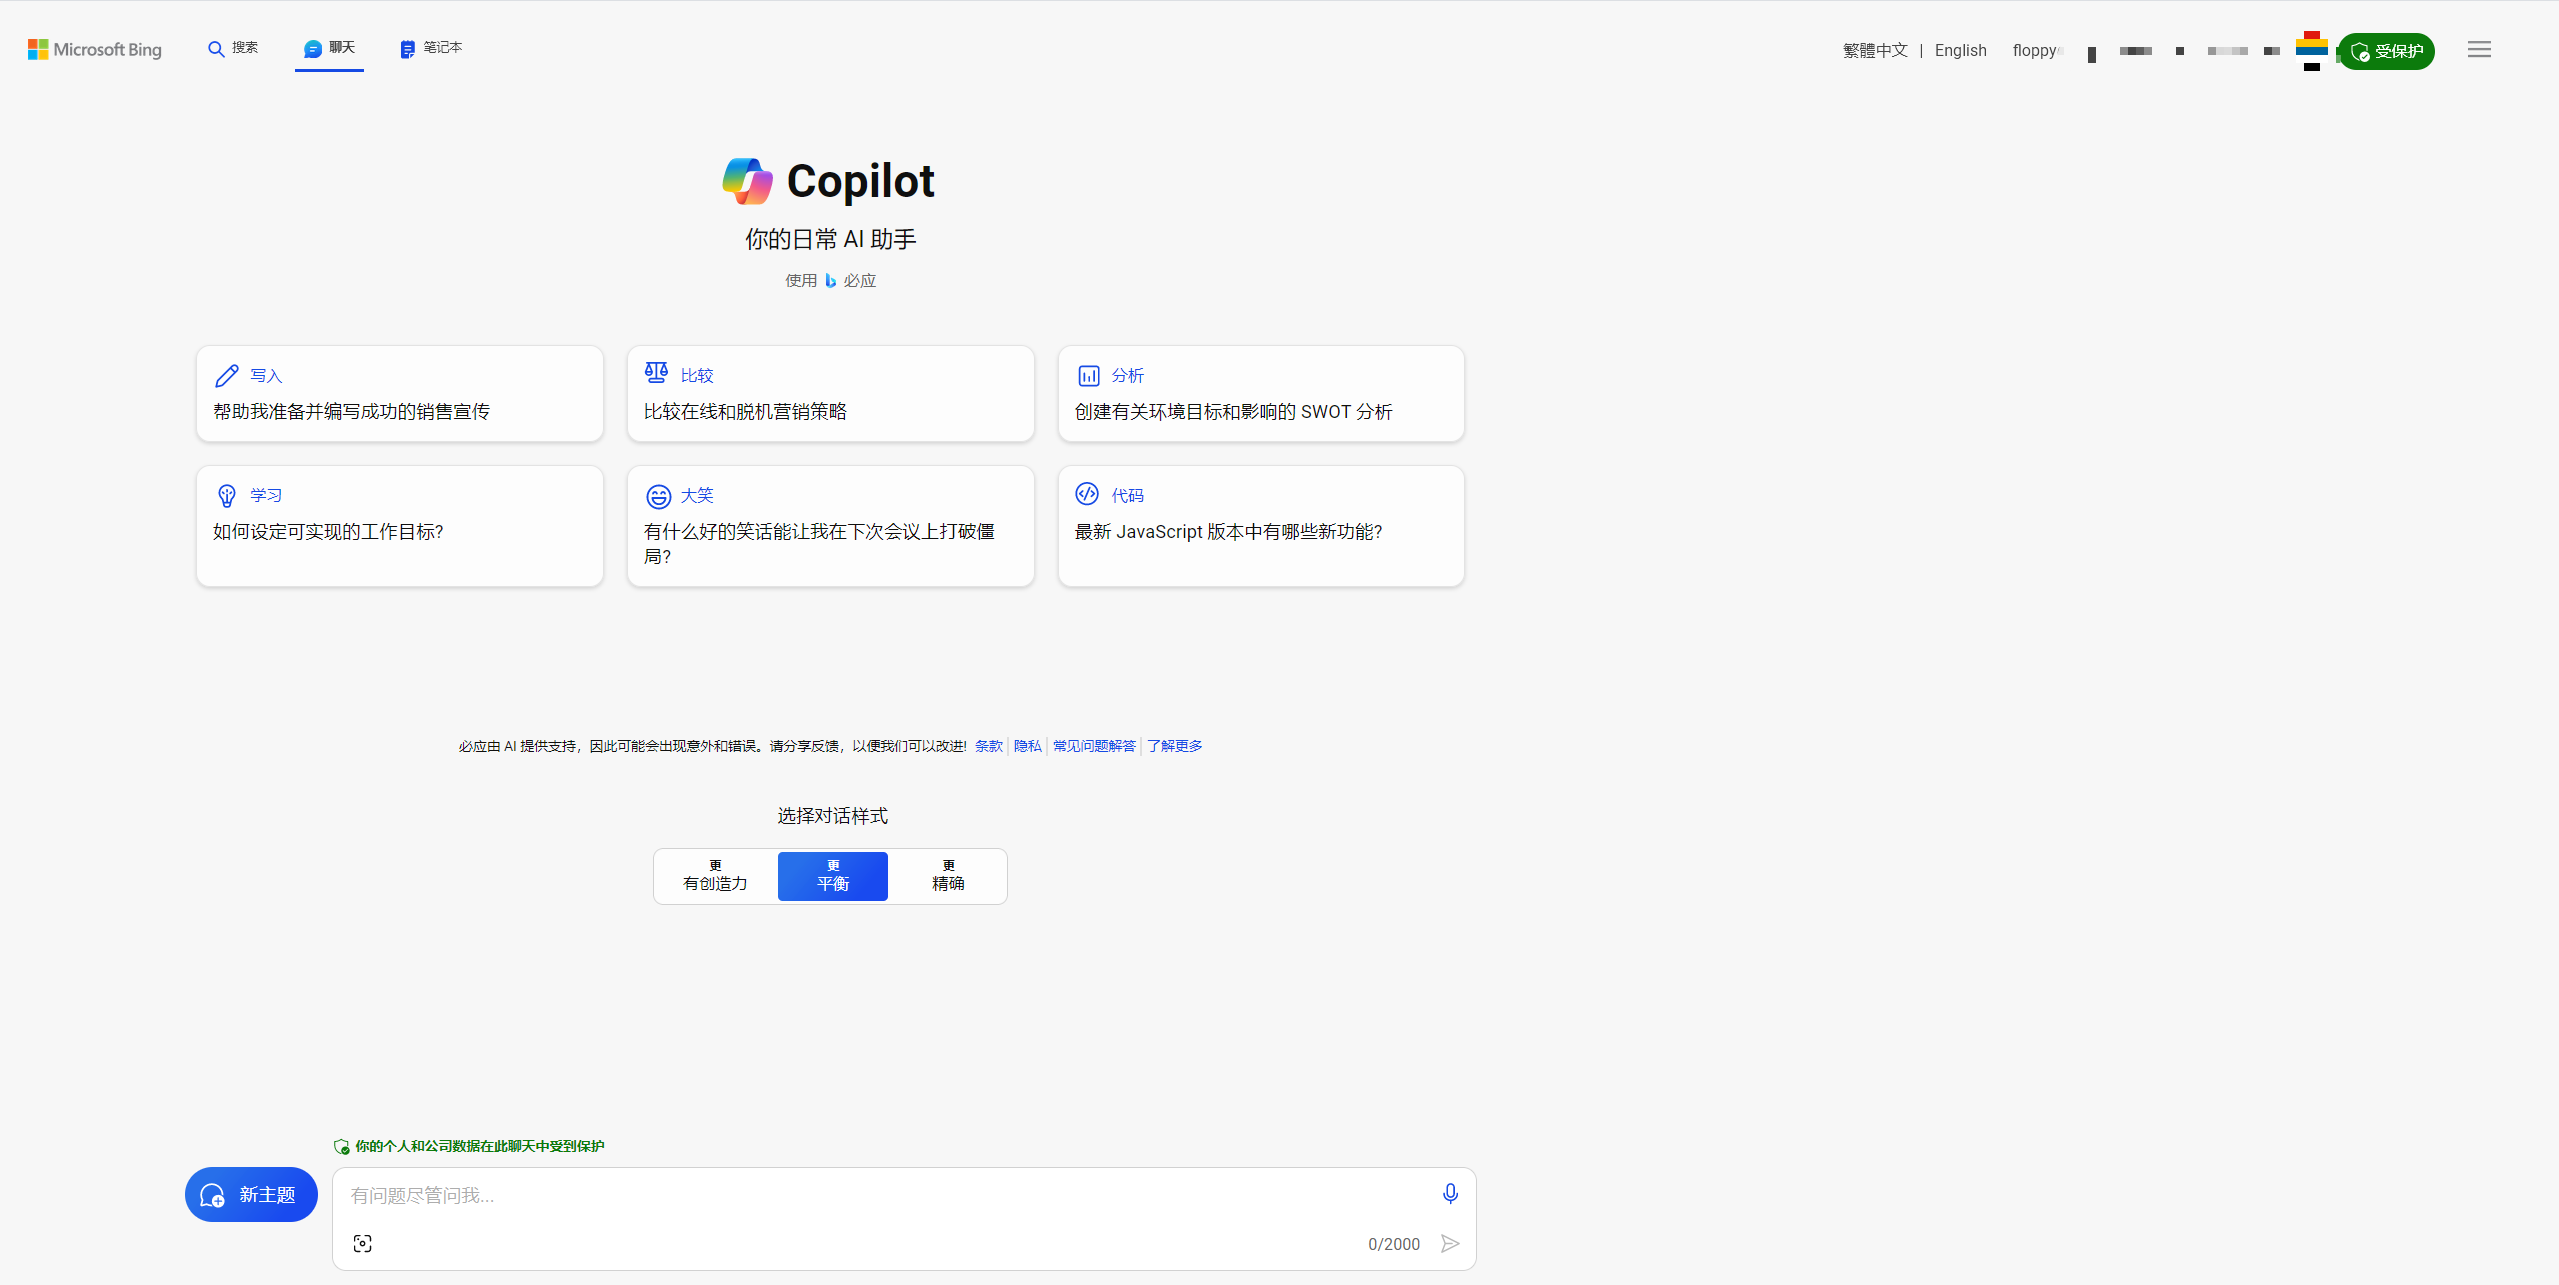 Microsoft Bing
搜索
聊天
笔记本
繁體中文 | English
floppy
受保护
Copilot
你的日常 AI 助手
使用 必应
写入
帮助我准备并编写成功的销售宣传
比较
比较在线和脱机营销策略
分析
创建有关环境目标和影响的 SWOT 分析
学习
如何设定可实现的工作目标?
大笑
有什么好的笑话能让我在下次会议上打破僵
局?
代码
最新 JavaScript 版本中有哪些新功能?
必应由 AI 提供支持，因此可能会出现意外和错误。请分享反馈，以便我们可以改进! 条款 | 隐私 | 常见问题解答 | 了解更多
选择对话样式
更
有创造力
更
平衡
更
精确
你的个人和公司数据在此聊天中受到保护
新主题
有问题尽管问我...
0/2000